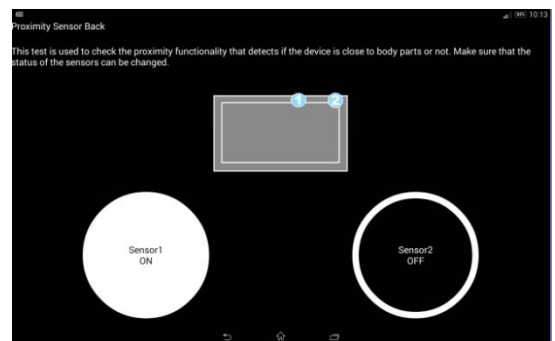 10:13
Proximity Sensor Back
This test is used to check the proximity functionality that detects if the device is close to body parts or not. Make sure that the
status of the sensors can be changed.
1 2
Sensor1
ON
Sensor2
OFF